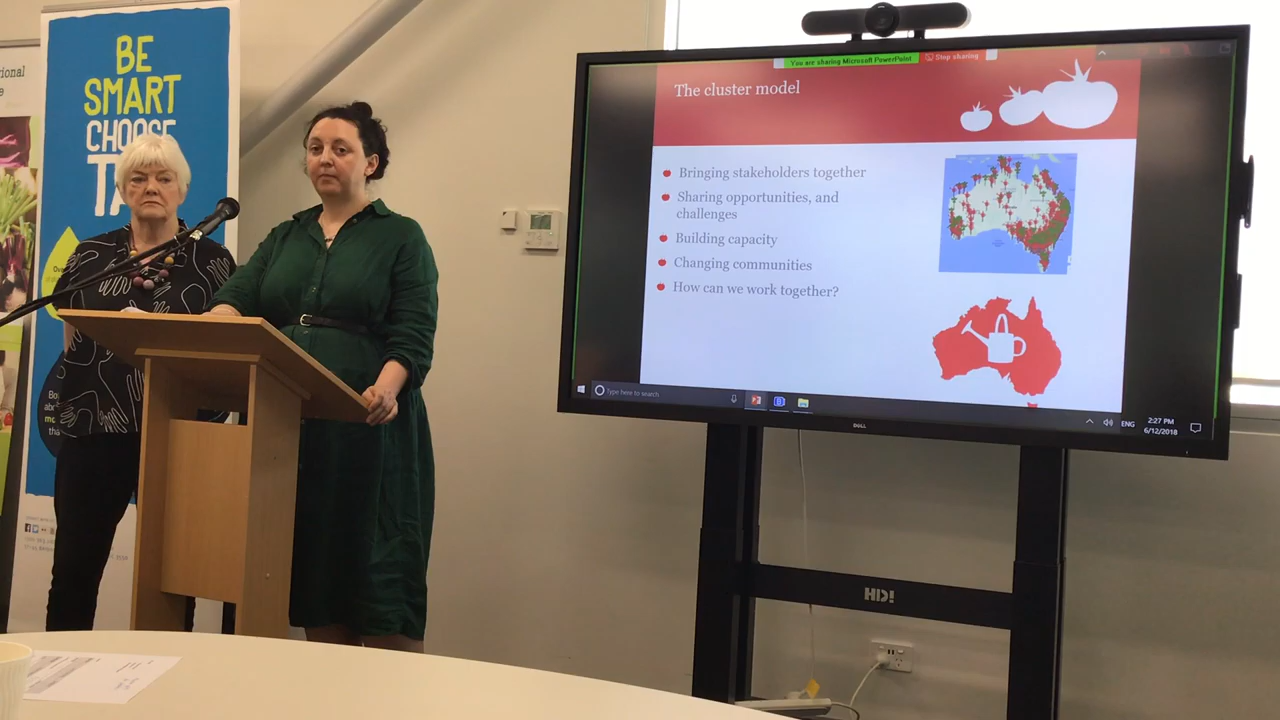 ional
e
BE
SMART
CHOOSE
TA
You are sharing Microsoft PowerPoint
Stop sharing
The cluster model
Bringing stakeholders together
Sharing opportunities, and
challenges
Building capacity
Changing communities
How can we work together?
Type here to search
ENG
2:27 PM
6/12/2018
DELL
HD!